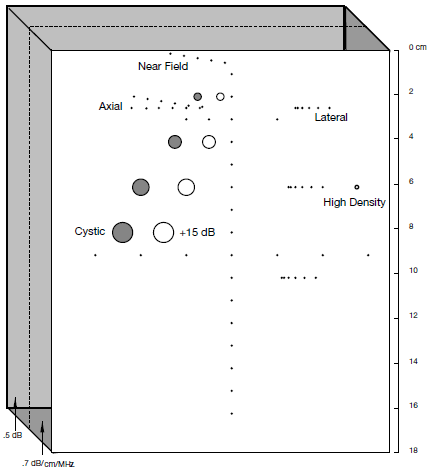 0 cm
Near Field
2
Axial
Lateral
4
6
High Density
Cystic
+15 dB
8
10
12
14
16
.5 dB
.7 dB/cm/MHz
18